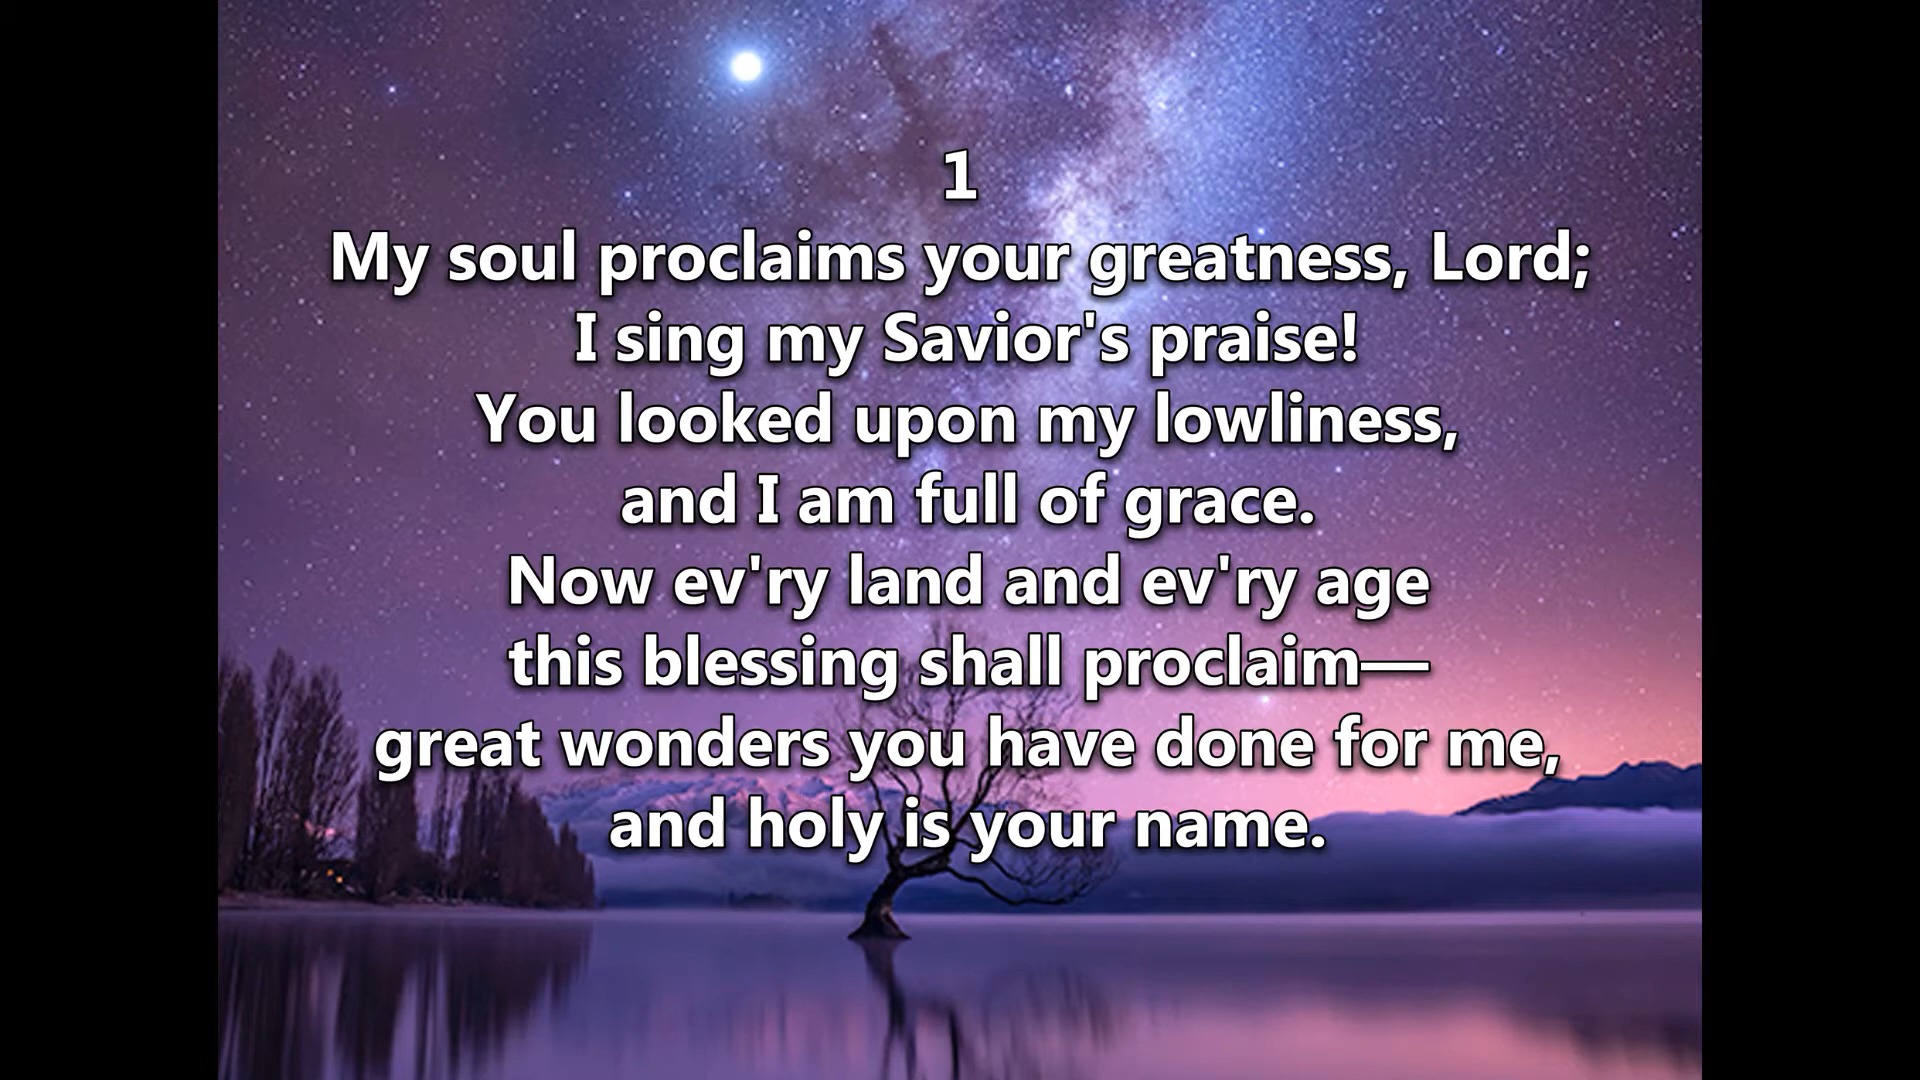 1
My soul proclaims your greatness, Lord;
I sing my Savior's praise!
You looked upon my lowliness,
and I am full of grace.
Now ev'ry land and ev'ry age
this blessing shall proclaim—
great wonders you have done for me,
and holy is your name.